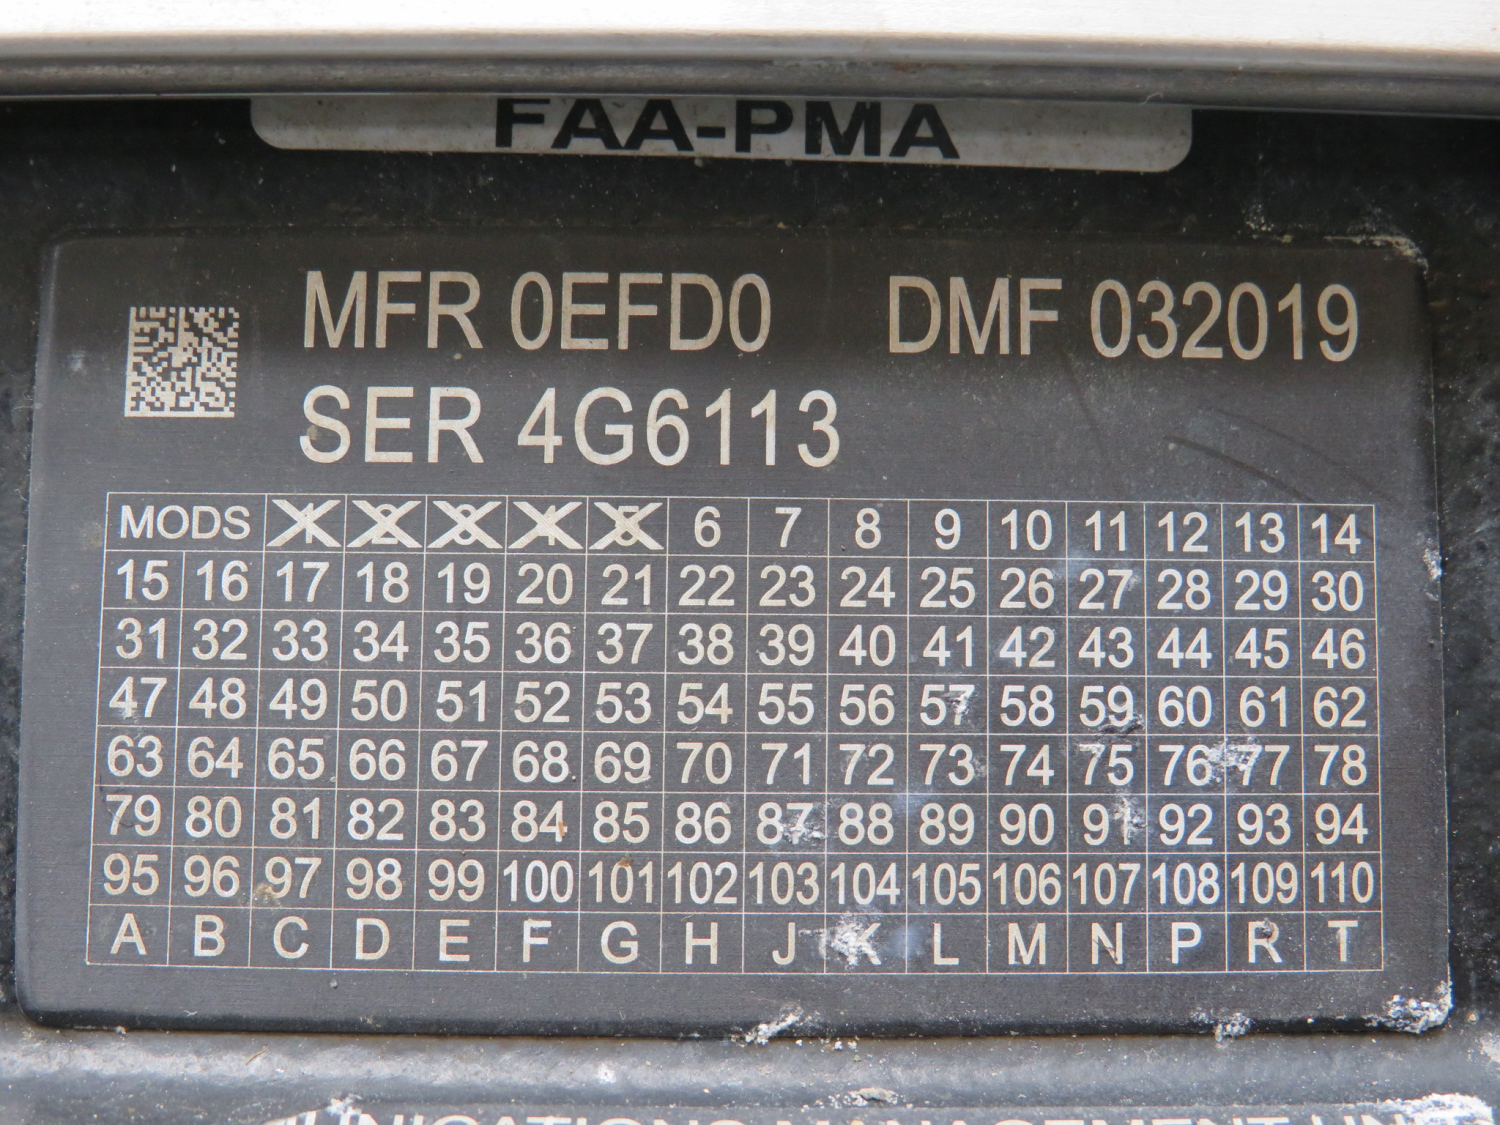 FAA-PMA
MFR 0EFD0 DMF 032019
SER 4G6113
MODS 1 2 3 4 5 6 7 8 9 10 11 12 13 14
15 16 17 18 19 20 21 22 23 24 25 26 27 28 29 30
31 32 33 34 35 36 37 38 39 40 41 42 43 44 45 46
47 48 49 50 51 52 53 54 55 56 57 58 59 60 61 62
63 64 65 66 67 68 69 70 71 72 73 74 75 76 77 78
79 80 81 82 83 84 85 86 87 88 89 90 91 92 93 94
95 96 97 98 99 100 101 102 103 104 105 106 107 108 109 110
A B C D E F G H J K L M N P R T
MANAGEMENT